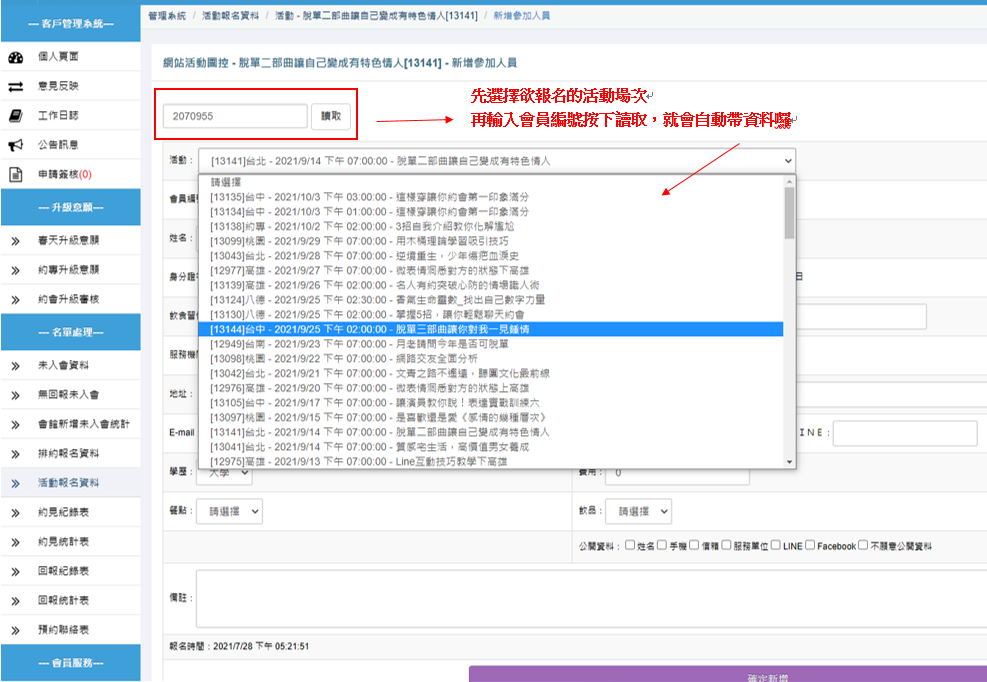 — 客戶管理系統—
個人頁面
意見反映
工作日誌
公告訊息
申請簽核(0)
— 升級意願—
春天升級意願
約專升級意願
約會升級審核
— 名單處理—
未入會資料
無回報未入會
會館新增未入會統計
排約報名資料
活動報名資料
約見紀錄表
約見統計表
回報紀錄表
回報統計表
預約聯絡表
— 會員服務—
管理系統 / 活動報名資料 / 活動 - 脫單二部曲讓自己變成有特色情人[13141] / 新增參加人員
網站活動團控 - 脫單二部曲讓自己變成有特色情人[13141] - 新增參加人員
2070955 讀取
先選擇欲報名的活動場次
再輸入會員編號按下讀取，就會自動帶資料囉
活動： [13141]台北 - 2021/9/14 下午 07:00:00 - 脫單二部曲讓自己變成有特色情人
請選擇
[13135]台中 - 2021/10/3 下午 03:00:00 - 這樣穿讓你約會第一印象滿分
[13134]台中 - 2021/10/3 下午 01:00:00 - 這樣穿讓你約會第一印象滿分
[13138]約專 - 2021/10/2 下午 02:00:00 - 3招自我介紹教你化解尷尬
[13099]桃園 - 2021/9/29 下午 07:00:00 - 用木桶理論學習吸引技巧
[13043]台北 - 2021/9/28 下午 07:00:00 - 逆境重生，少年傷疤血淚史
[12977]高雄 - 2021/9/27 下午 07:00:00 - 微表情洞悉對方的狀態下高雄
[13139]高雄 - 2021/9/26 下午 02:00:00 - 名人有約突破心防的情場識人術
[13124]八德 - 2021/9/25 下午 02:30:00 - 香氛生命靈數_找出自己數字力量
[13130]八德 - 2021/9/25 下午 02:00:00 - 掌握5招，讓你輕鬆聊天約會
[13144]台中 - 2021/9/25 下午 02:00:00 - 脫單三部曲讓你對我一見鍾情
[12949]台南 - 2021/9/23 下午 07:00:00 - 月老請問今年是否可脫單
[13098]桃園 - 2021/9/22 下午 07:00:00 - 網路交友全面分析
[13042]台北 - 2021/9/21 下午 07:00:00 - 文青之路不遙遠，聽團文化最前線
[12976]高雄 - 2021/9/20 下午 07:00:00 - 微表情洞悉對方的狀態上高雄
[13105]台中 - 2021/9/17 下午 07:00:00 - 讓演員教你說！表達實戰訓練六
[13097]桃園 - 2021/9/15 下午 07:00:00 - 是喜歡還是愛《感情的幾種層次》
[13141]台北 - 2021/9/14 下午 07:00:00 - 脫單二部曲讓自己變成有特色情人
[13041]台北 - 2021/9/14 下午 07:00:00 - 質感宅生活，高價值男女養成
[12975]高雄 - 2021/9/13 下午 07:00:00 - Line互動技巧教學下高雄
會員編
姓名：
身分證 日
飲食習
服務機
地址：
E-mail INE：
學歷： 大學 費用： 0
餐點： 請選擇 飲品： 請選擇
公開資料： 姓名 手機 信箱 服務單位 LINE Facebook 不願意公開資料
備註：
報名時間：2021/7/28 下午 05:21:51
確定新增